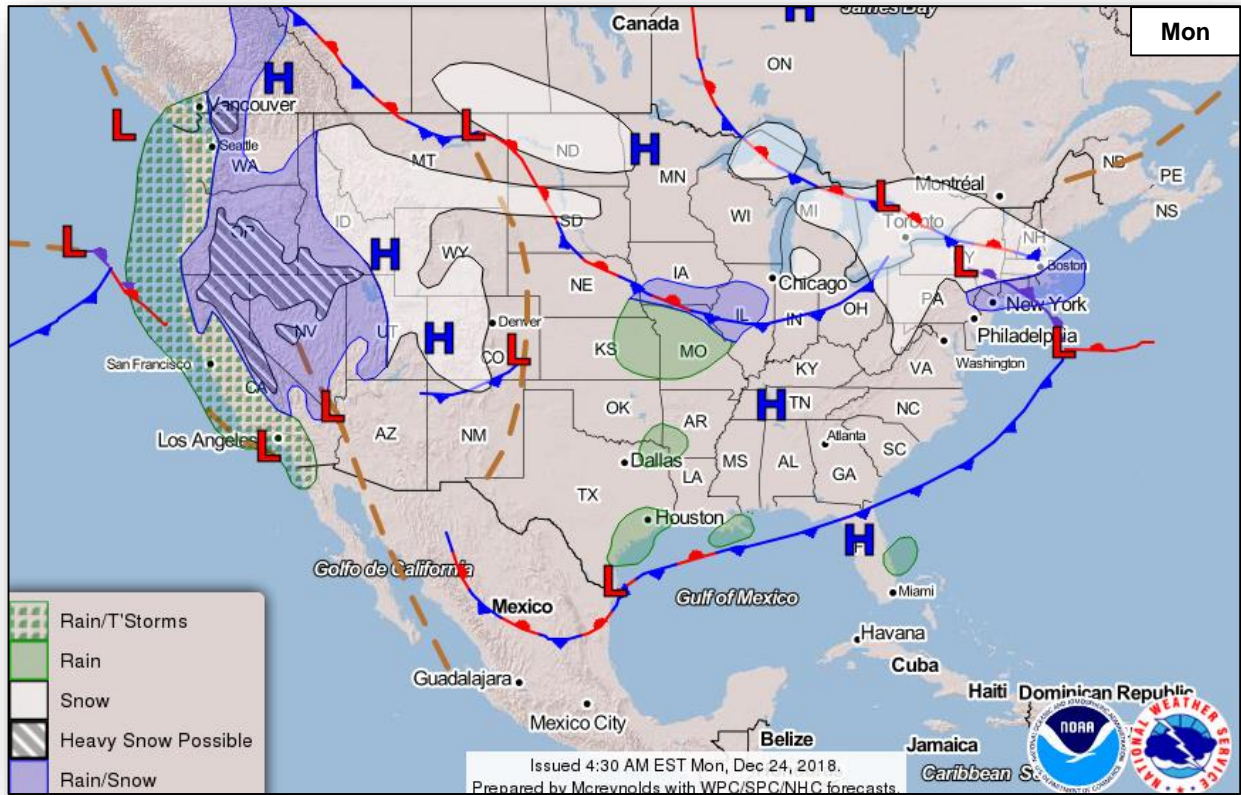 Mon
Canada
James Bay
ON
H
H
Vancouver
L
L
Seattle
WA
MT
ND
H
MN
Montréal
NB
PE
NS
ID
OR
SD
WI
MI
L
Toronto
NH
L
H
WY
IA
NE
Chicago
L
NY
Boston
New York
NV
UT
H
Denver
CO
L
IL
IN
OH
PA
Philadelphia
L
San Francisco
CA
KS
MO
KY
VA
Washington
L
Los Angeles
L
AZ
NM
OK
AR
H
TN
NC
Atlanta
SC
Dallas
MS
AL
GA
LA
TX
Houston
H
Golfo de California
L
Mexico
Gulf of Mexico
Miami
Havana
Cuba
Guadalajara
Haiti
Dominican Republic
Mexico City
Belize
Jamaica
Caribbean
Rain/T'Storms
Rain
Snow
Heavy Snow Possible
Rain/Snow
Issued 4:30 AM EST Mon, Dec 24, 2018.
Prepared by Mcreynolds with WPC/SPC/NHC forecasts.
NOAA
NATIONAL WEATHER SERVICE